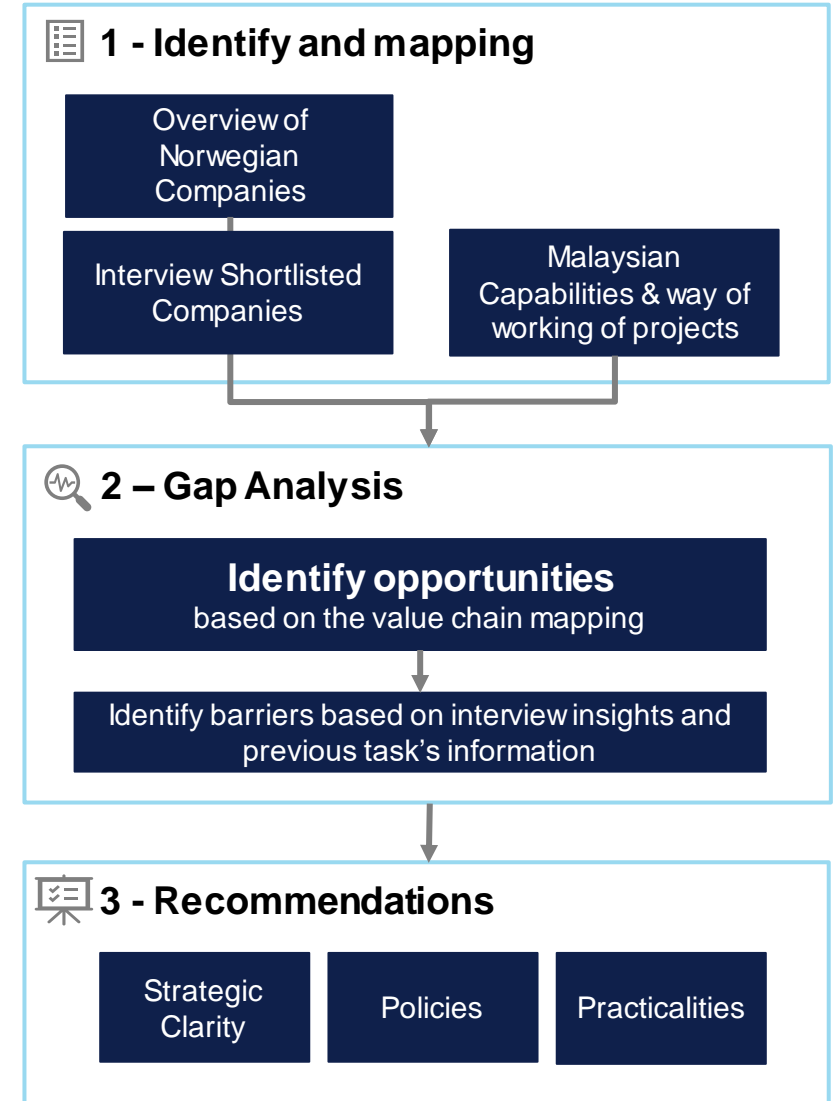 1 - Identify and mapping
Overview of
Norwegian
Companies
Interview Shortlisted
Companies
Malaysian
Capabilities & way of
working of projects
2 – Gap Analysis
Identify opportunities
based on the value chain mapping
Identify barriers based on interview insights and
previous task's information
3 - Recommendations
Strategic
Clarity
Policies
Practicalities